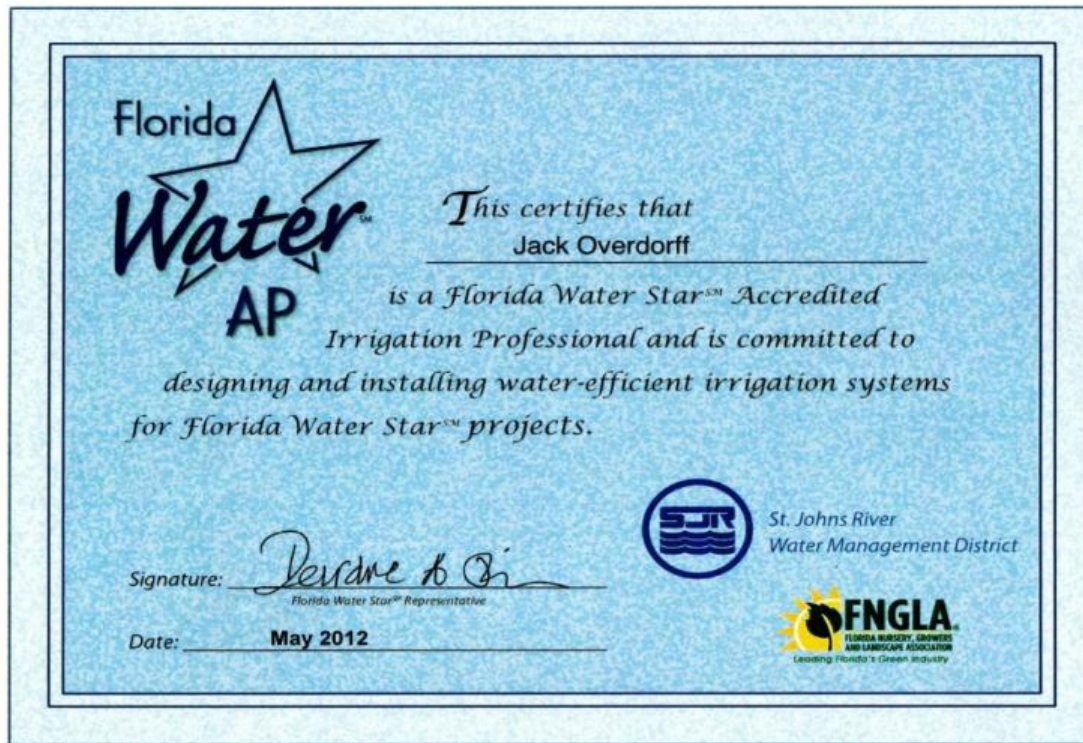 Florida
Water℠
AP
This certifies that
Jack Overdorff
is a Florida Water Star℠ Accredited
Irrigation Professional and is committed to
designing and installing water-efficient irrigation systems
for Florida Water Star℠ projects.
SJR
St. Johns River
Water Management District
Signature:
Florida Water Star℠ Representative
Date: May 2012
FNGLA®
FLORIDA NURSERY, GROWERS
AND LANDSCAPE ASSOCIATION
Leading Florida's Green Industry